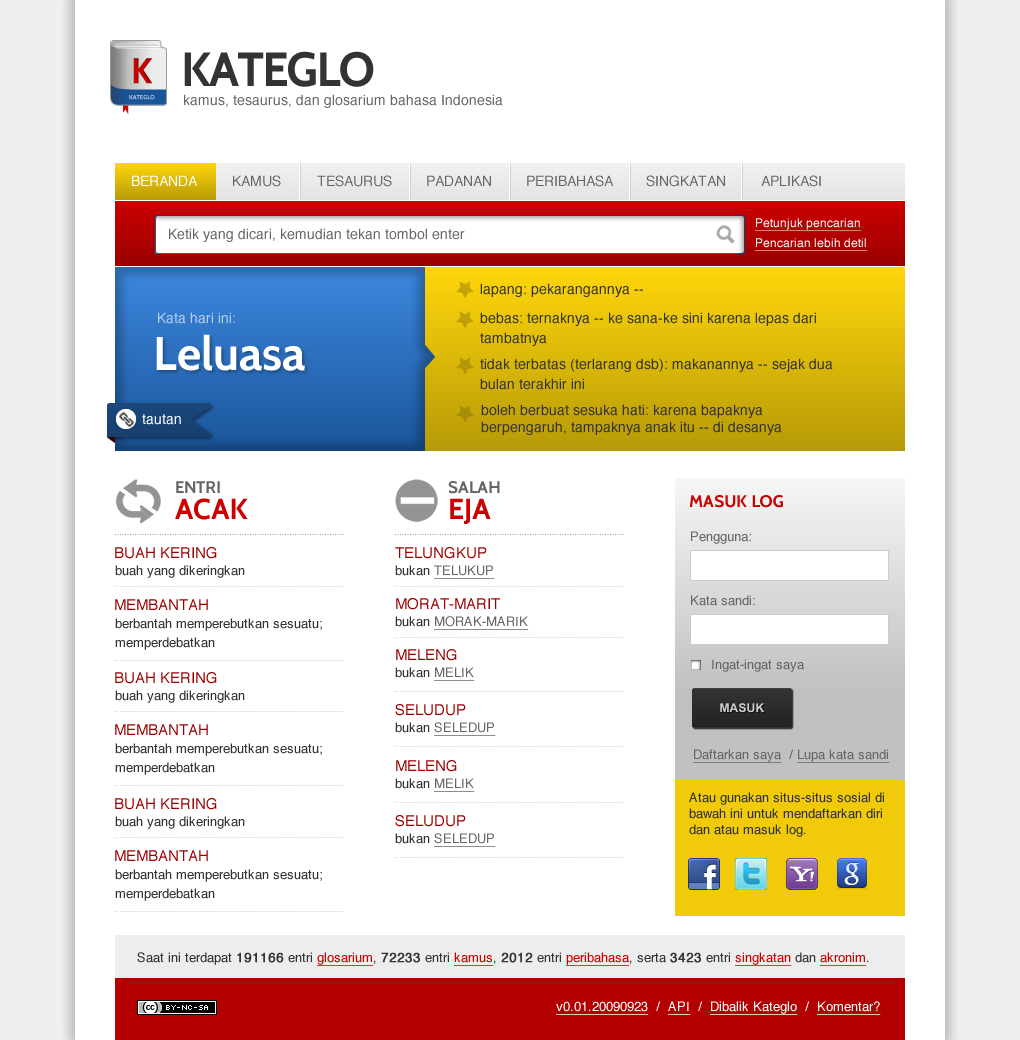 K
KATEGLO
KATEGLO
kamus, tesaurus, dan glosarium bahasa Indonesia
BERANDA KAMUS TESAURUS PADANAN PERIBAHASA SINGKATAN APLIKASI
Ketik yang dicari, kemudian tekan tombol enter
Petunjuk pencarian
Pencarian lebih detil
Kata hari ini:
Leluasa
tautan
lapang: pekarangannya --
bebas: ternaknya -- ke sana-ke sini karena lepas dari
tambatnya
tidak terbatas (terlarang dsb): makanannya -- sejak dua
bulan terakhir ini
boleh berbuat sesuka hati: karena bapaknya
berpengaruh, tampaknya anak itu -- di desanya
ENTRI
ACAK
BUAH KERING
buah yang dikeringkan
MEMBANTAH
berbantah memperebutkan sesuatu;
memperdebatkan
BUAH KERING
buah yang dikeringkan
MEMBANTAH
berbantah memperebutkan sesuatu;
memperdebatkan
BUAH KERING
buah yang dikeringkan
MEMBANTAH
berbantah memperebutkan sesuatu;
memperdebatkan
SALAH
EJA
TELUNGKUP
bukan TELUKUP
MORAT-MARIT
bukan MORAK-MARIK
MELENG
bukan MELIK
SELUDUP
bukan SELEDUP
MELENG
bukan MELIK
SELUDUP
bukan SELEDUP
MASUK LOG
Pengguna:
Kata sandi:
Ingat-ingat saya
MASUK
Daftarkan saya / Lupa kata sandi
Atau gunakan situs-situs sosial di
bawah ini untuk mendaftarkan diri
dan atau masuk log.
f t Y! g
Saat ini terdapat 191166 entri glosarium, 72233 entri kamus, 2012 entri peribahasa, serta 3423 entri singkatan dan akronim.
cc BY-NC-SA
v0.01.20090923 / API / Dibalik Kateglo / Komentar?